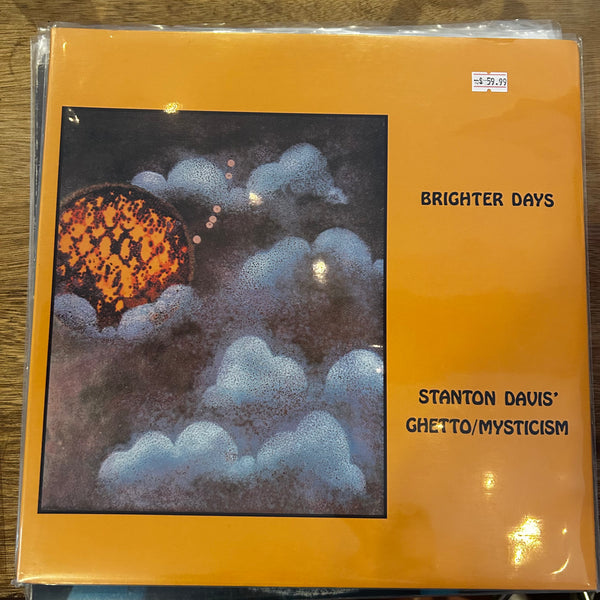 $ 59.99
BRIGHTER DAYS
STANTON DAVIS'
GHETTO/MYSTICISM